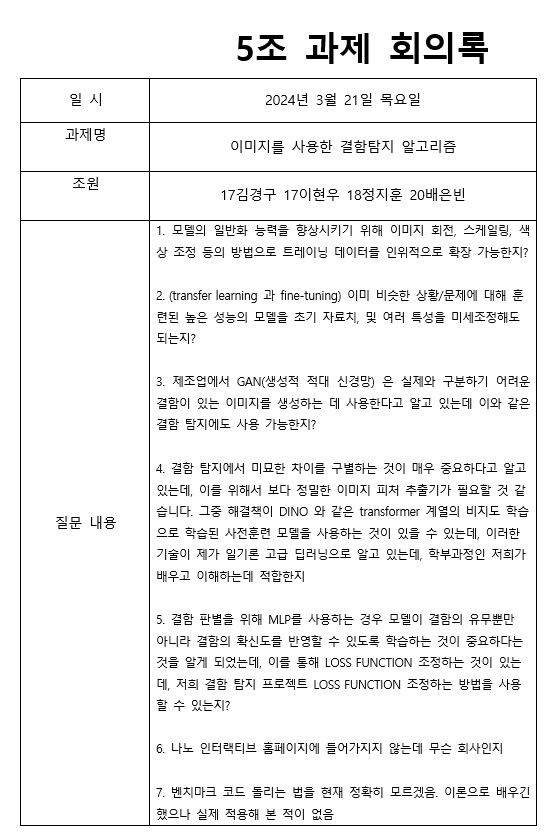 5조 과제 회의록
일 시
2024년 3월 21일 목요일
과제명
이미지를 사용한 결함탐지 알고리즘
조원
17김경구 17이현우 18정지훈 20배은빈
질문 내용
1. 모델의 일반화 능력을 향상시키기 위해 이미지 회전, 스케일링, 색
상 조정 등의 방법으로 트레이닝 데이터를 인위적으로 확장 가능한지?
2. (transfer learning 과 fine-tuning) 이미 비슷한 상황/문제에 대해 훈
련된 높은 성능의 모델을 초기 자료치, 및 여러 특성을 미세조정해도
되는지?
3. 제조업에서 GAN(생성적 적대 신경망) 은 실제와 구분하기 어려운
결함이 있는 이미지를 생성하는 데 사용한다고 알고 있는데 이와 같은
결함 탐지에도 사용 가능한지?
4. 결함 탐지에서 미묘한 차이를 구별하는 것이 매우 중요하다고 알고
있는데, 이를 위해서 보다 정밀한 이미지 피처 추출기가 필요할 것 같
습니다. 그중 해결책이 DINO 와 같은 transformer 계열의 비지도 학습
으로 학습된 사전훈련 모델을 사용하는 것이 있을 수 있는데, 이러한
기술이 제가 일기론 고급 딥러닝으로 알고 있는데, 학부과정인 저희가
배우고 이해하는데 적합한지
5. 결함 판별을 위해 MLP를 사용하는 경우 모델이 결함의 유무뿐만
아니라 결함의 확신도를 반영할 수 있도록 학습하는 것이 중요하다는
것을 알게 되었는데, 이를 통해 LOSS FUNCTION 조정하는 것이 있는
데, 저희 결함 탐지 프로젝트 LOSS FUNCTION 조정하는 방법을 사용
할 수 있는지?
6. 나노 인터랙티브 홈페이지에 들어가지지 않는데 무슨 회사인지
7. 벤치마크 코드 돌리는 법을 현재 정확히 모르겠음. 이론으로 배우긴
했으나 실제 적용해 본 적이 없음